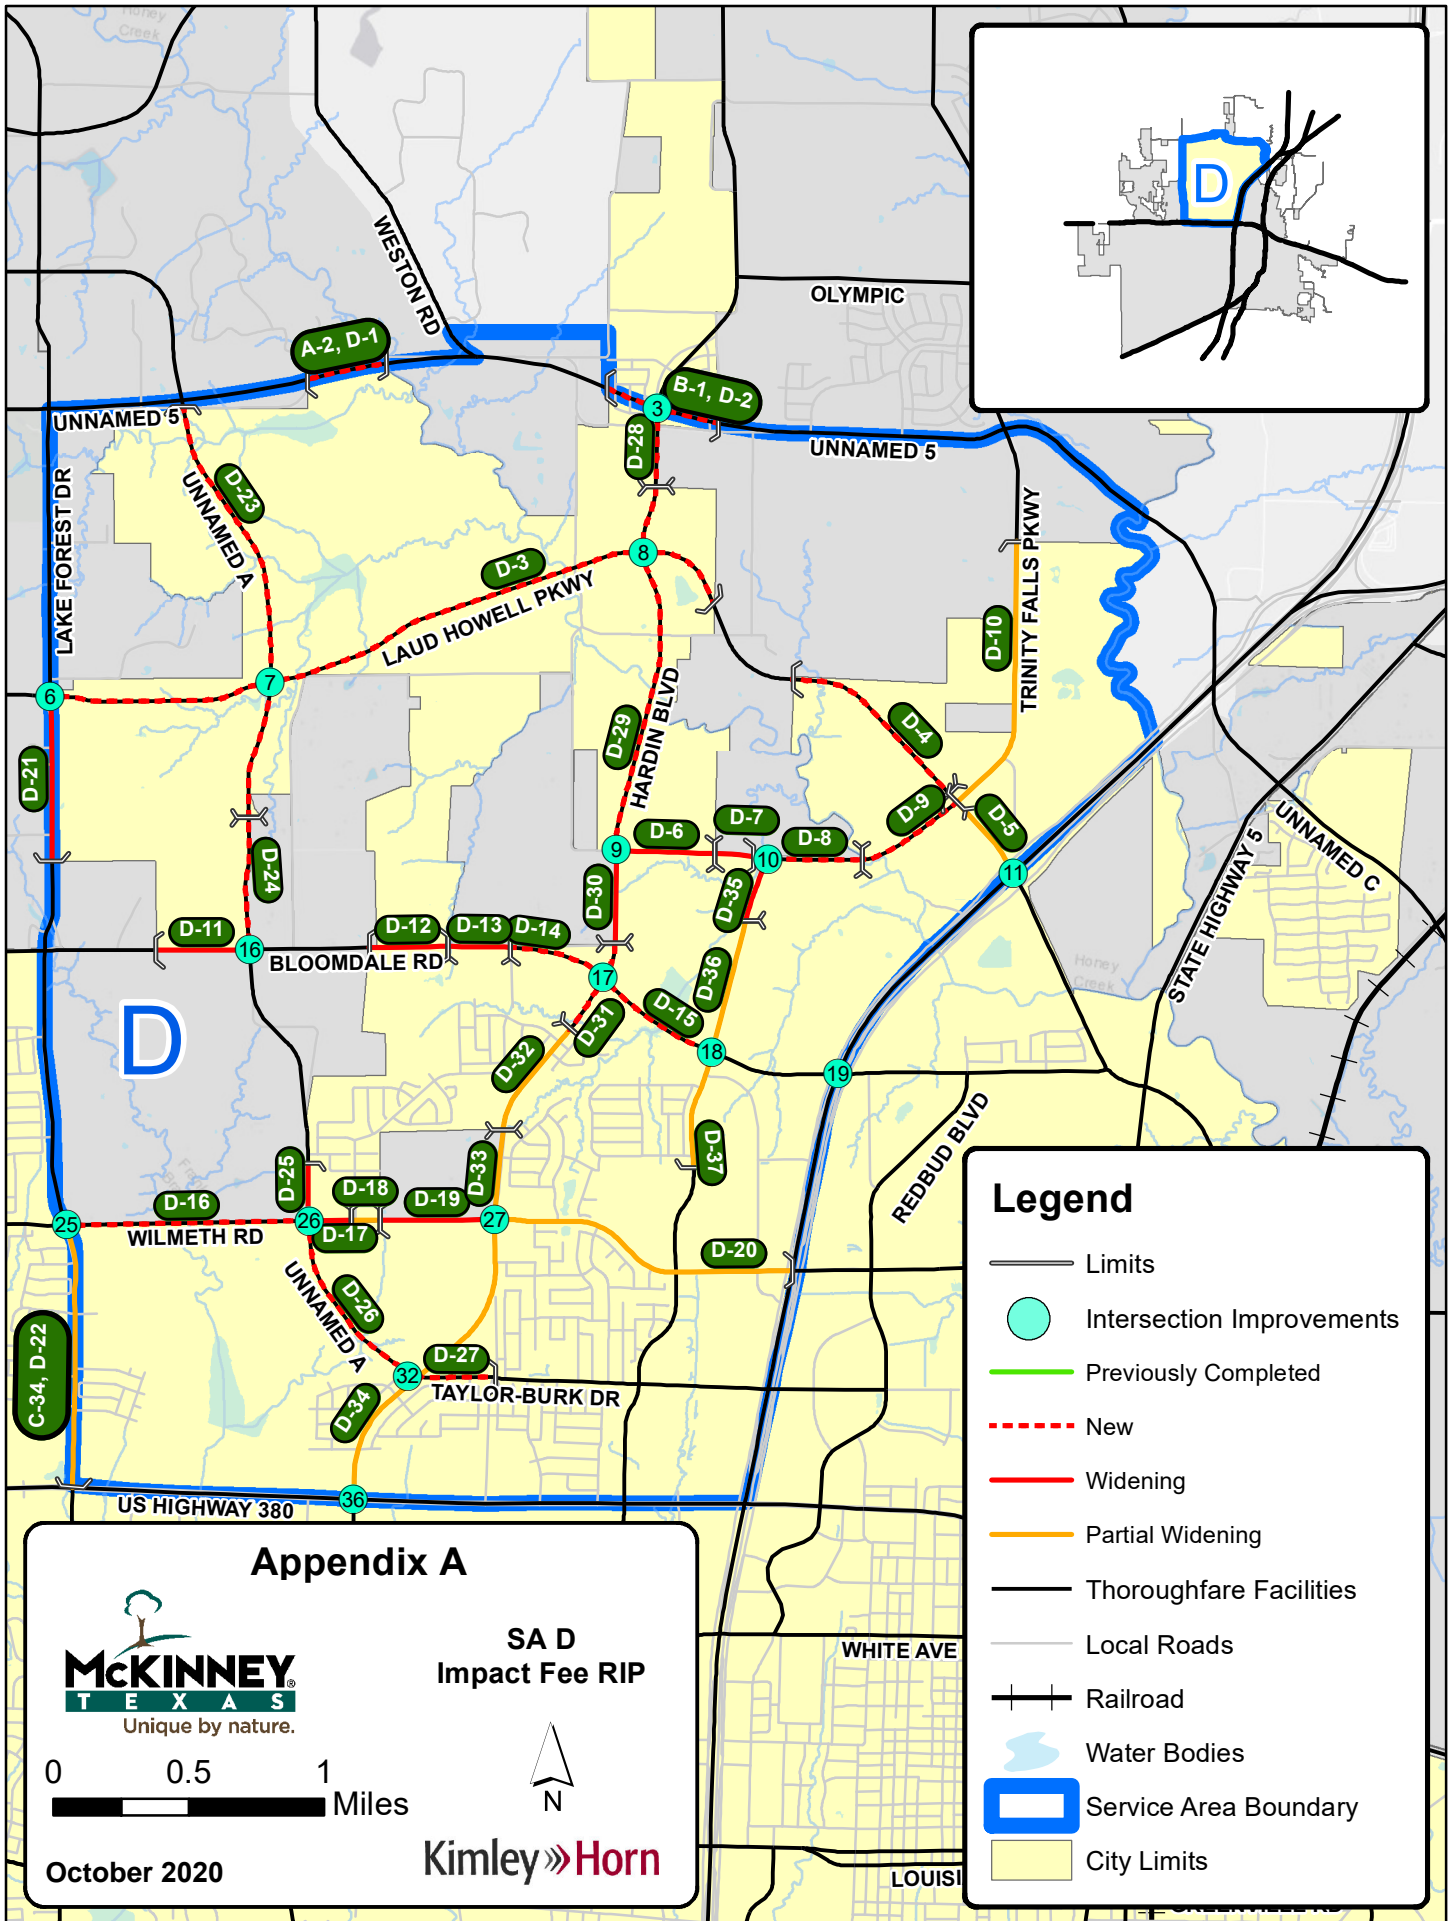 Honey
Creek
WESTON RD
OLYMPIC
D
A-2, D-1
B-1, D-2
3
UNNAMED 5
UNNAMED 5
D-28
LAKE FOREST DR
D-23
UNNAMED A
8
D-3
LAUD HOWELL PKWY
TRINITY FALLS PKWY
D-10
6
7
D-29
HARDIN BLVD
D-4
D-21
D-9
D-5
D-6
D-7
D-8
9
10
11
UNNAMED C
STATE HIGHWAY 5
D-24
D-30
D-35
D-11
D-12
D-13
D-14
16
BLOOMDALE RD
17
D-36
Honey
Creek
D
D-31
D-15
D-32
18
19
REDBUD BLVD
D-37
D-33
D-25
D-16
D-18
D-19
25
26
27
WILMETH RD
D-17
D-20
UNNAMED A
D-26
C-34, D-22
D-27
32
TAYLOR-BURK DR
D-34
36
US HIGHWAY 380
WHITE AVE
LOUISI
Legend
Limits
Intersection Improvements
Previously Completed
New
Widening
Partial Widening
Thoroughfare Facilities
Local Roads
Railroad
Water Bodies
Service Area Boundary
City Limits
GREENVILLE RD
Appendix A
McKINNEY®
TEXAS
Unique by nature.
SA D
Impact Fee RIP
0 0.5 1
Miles
N
October 2020
Kimley»Horn